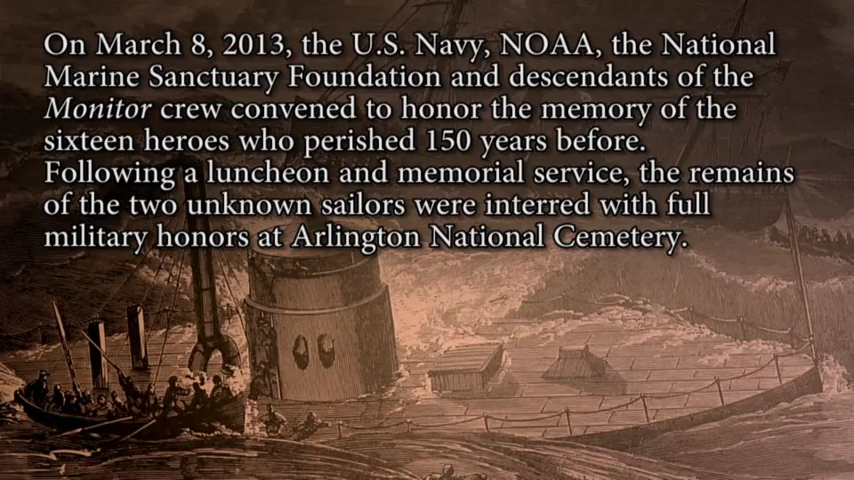 On March 8, 2013, the U.S. Navy, NOAA, the National
Marine Sanctuary Foundation and descendants of the
Monitor crew convened to honor the memory of the
sixteen heroes who perished 150 years before.
Following a luncheon and memorial service, the remains
of the two unknown sailors were interred with full
military honors at Arlington National Cemetery.